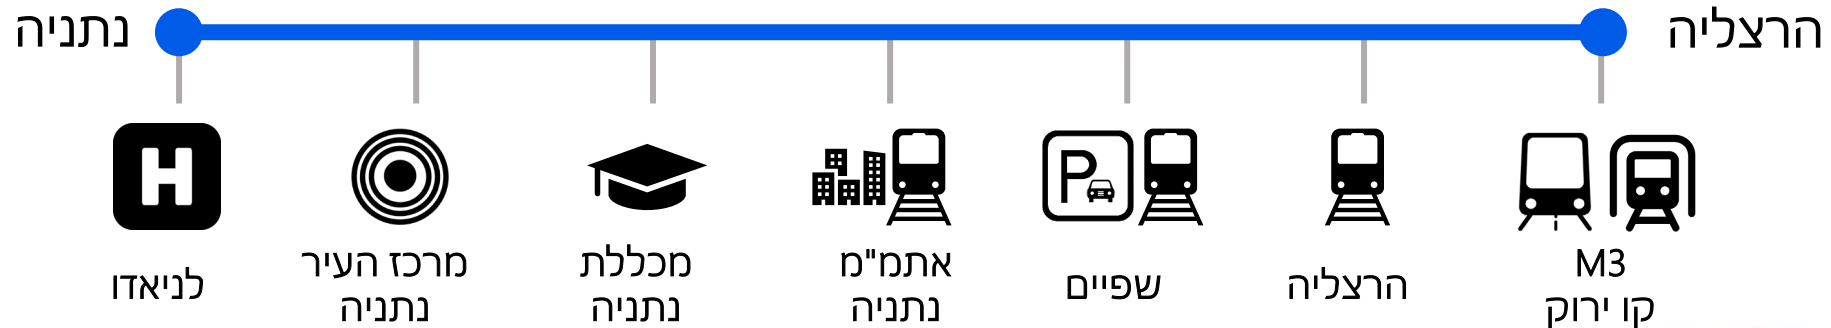 הרצליה
נתניה
M3
קו ירוק
הרצליה
שפיים
P
אתמ"מ
נתניה
מכללת
נתניה
מרכז העיר
נתניה
H
לניאדו